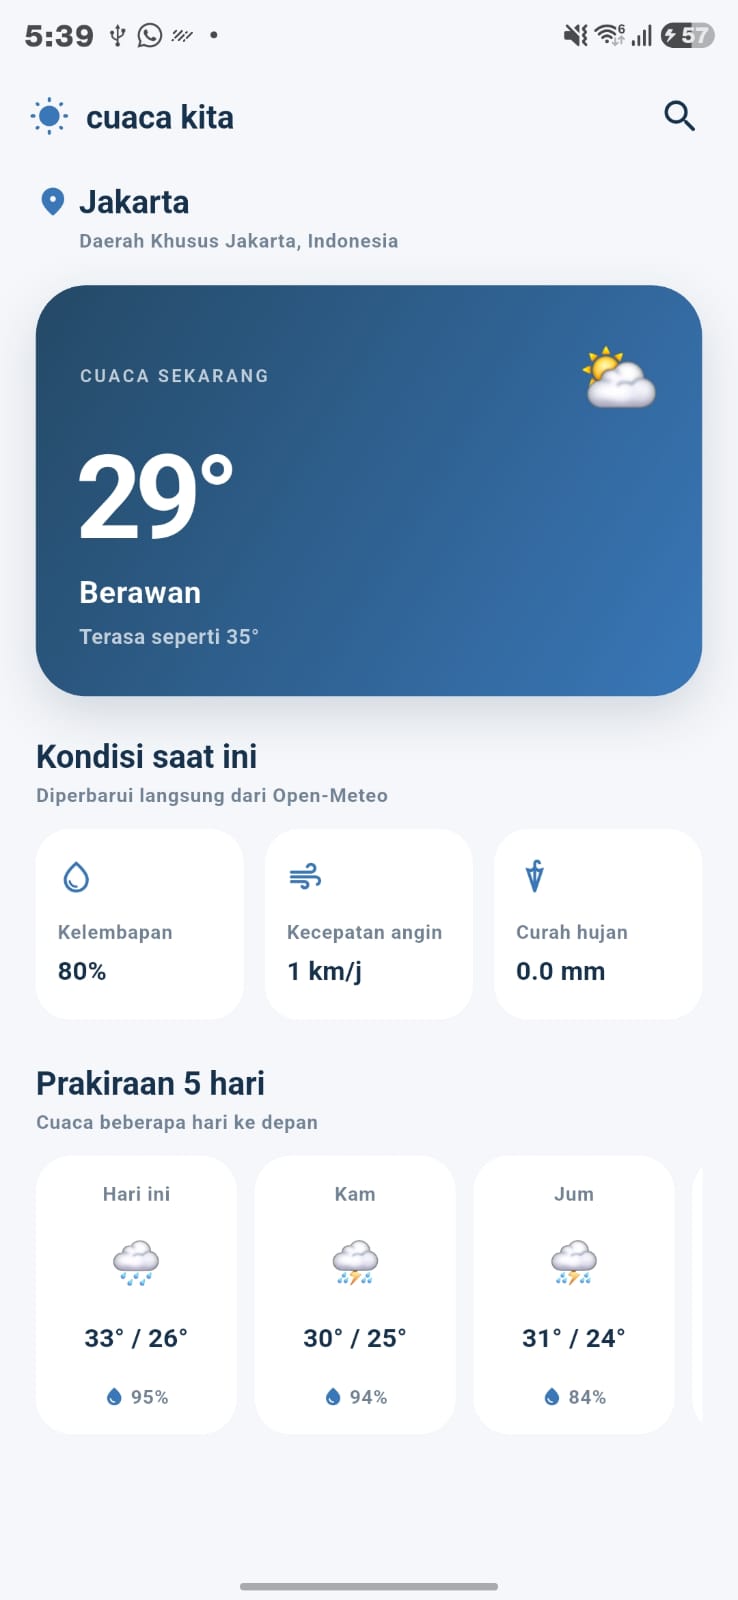 5:39
6
57
cuaca kita
Jakarta
Daerah Khusus Jakarta, Indonesia
CUACA SEKARANG
29°
Berawan
Terasa seperti 35°
Kondisi saat ini
Diperbarui langsung dari Open-Meteo
Kelembapan Kecepatan angin Curah hujan
80% 1 km/j 0.0 mm
Prakiraan 5 hari
Cuaca beberapa hari ke depan
Hari ini Kam Jum
33° / 26° 30° / 25° 31° / 24°
95% 94% 84%